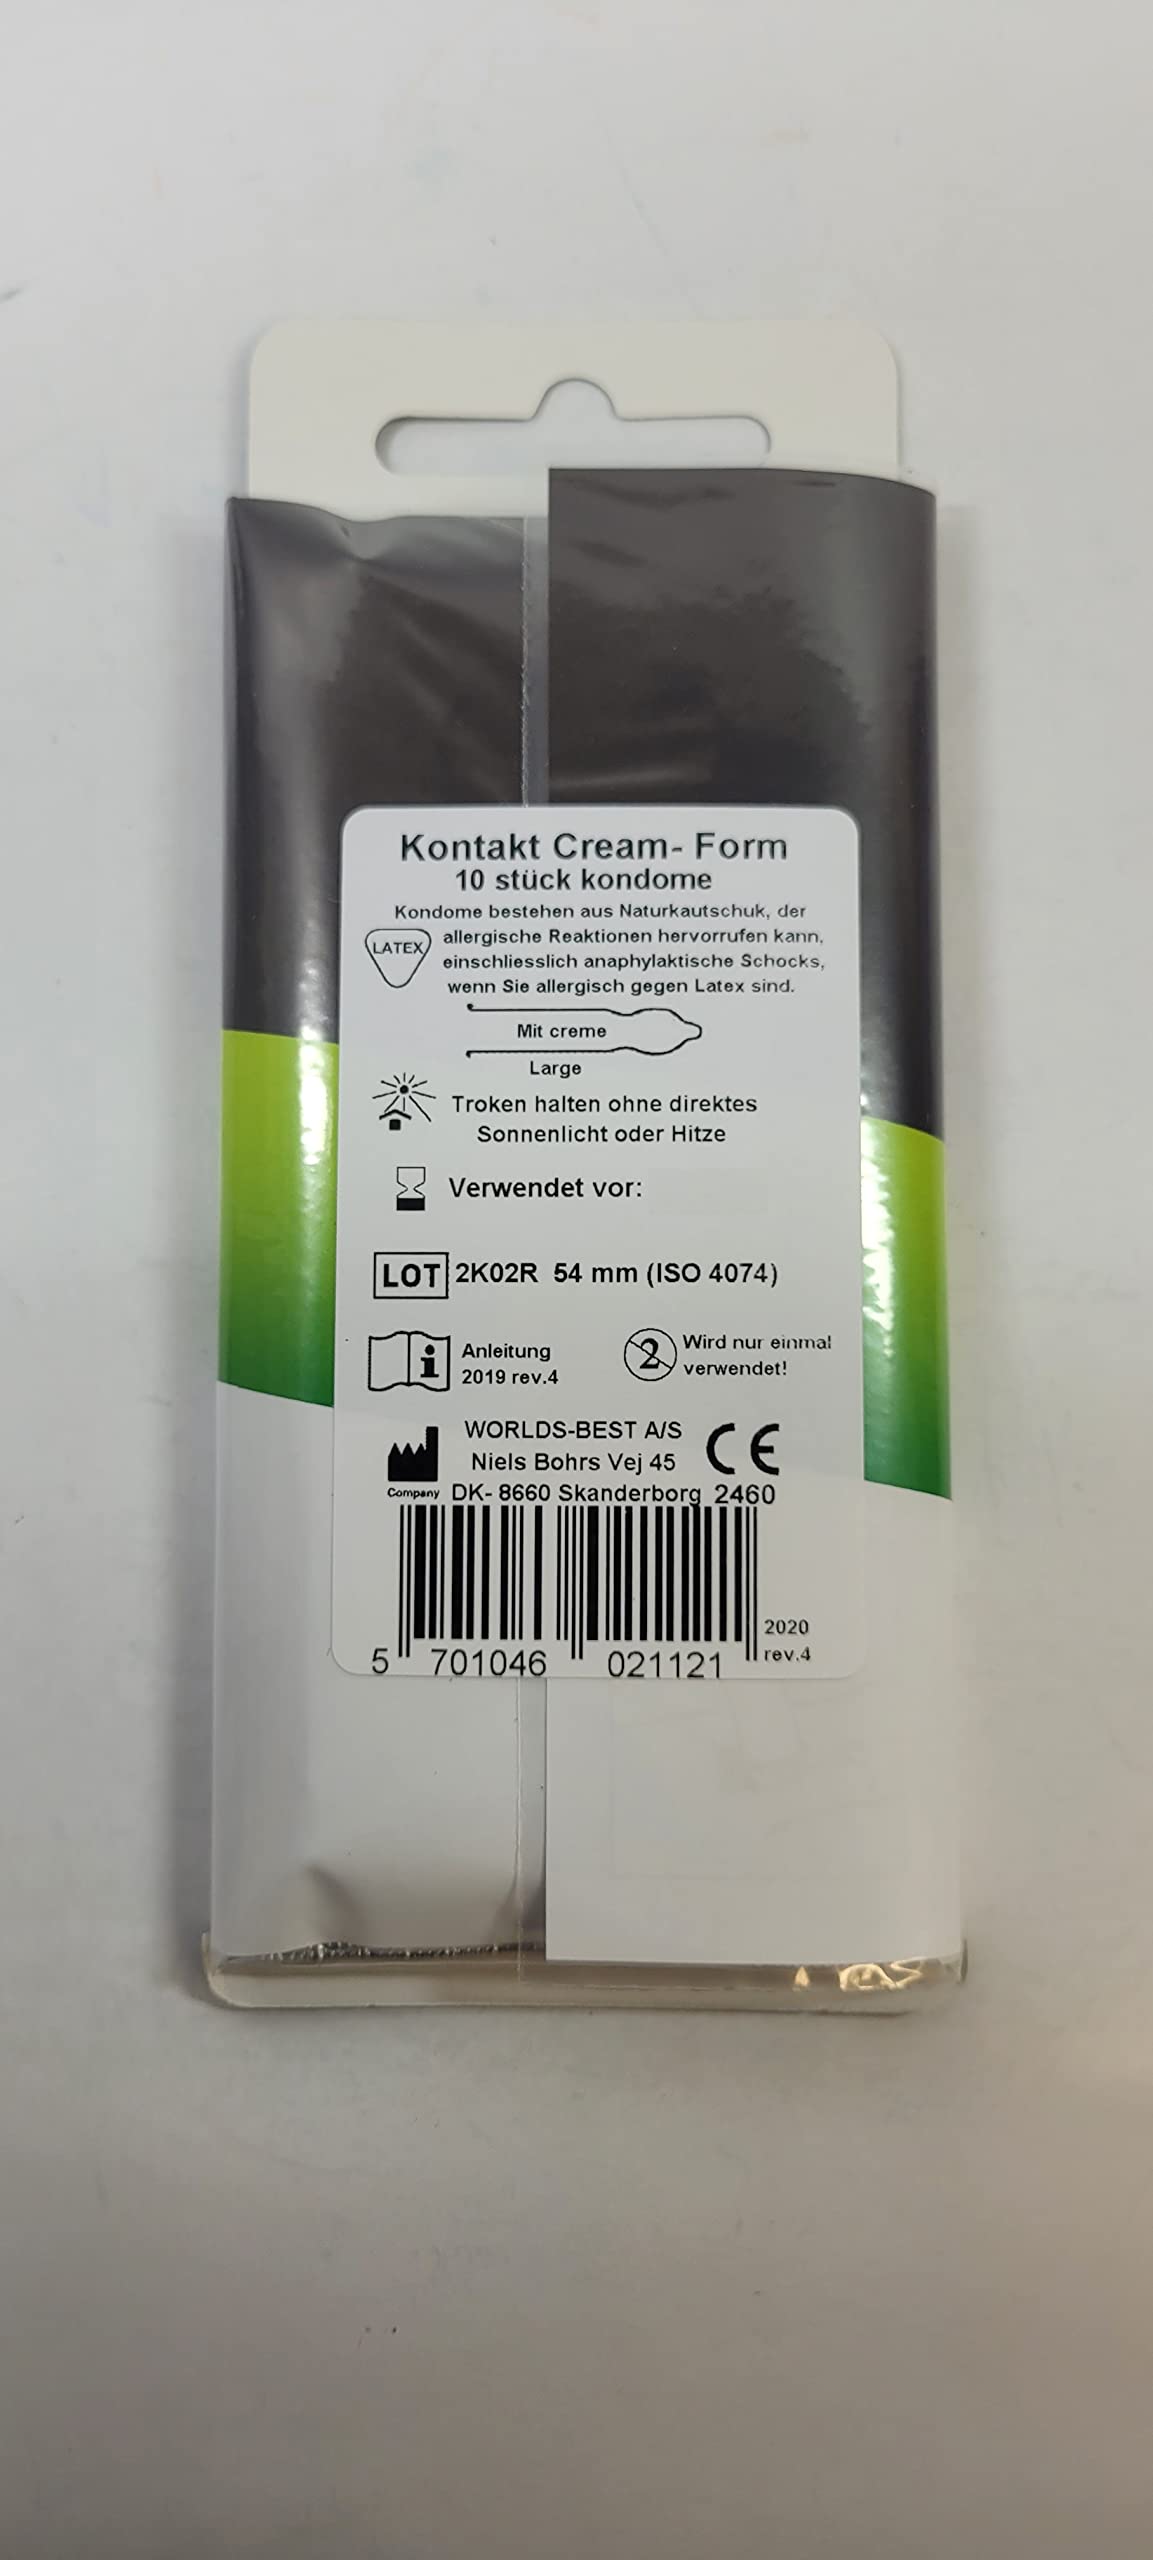 Kontakt Cream- Form
10 stück kondome
Kondome bestehen aus Naturkautschuk, der
LATEX allergische Reaktionen hervorrufen kann,
einschliesslich anaphylaktische Schocks,
wenn Sie allergisch gegen Latex sind.
Mit creme
Large
Troken halten ohne direktes
Sonnenlicht oder Hitze
Verwendet vor:
LOT 2K02R 54 mm (ISO 4074)
Anleitung
2019 rev.4
2 Wird nur einmal
verwendet!
WORLDS-BEST A/S
Niels Bohrs Vej 45 CE
Company DK- 8660 Skanderborg 2460
2020
rev.4
5 701046 021121